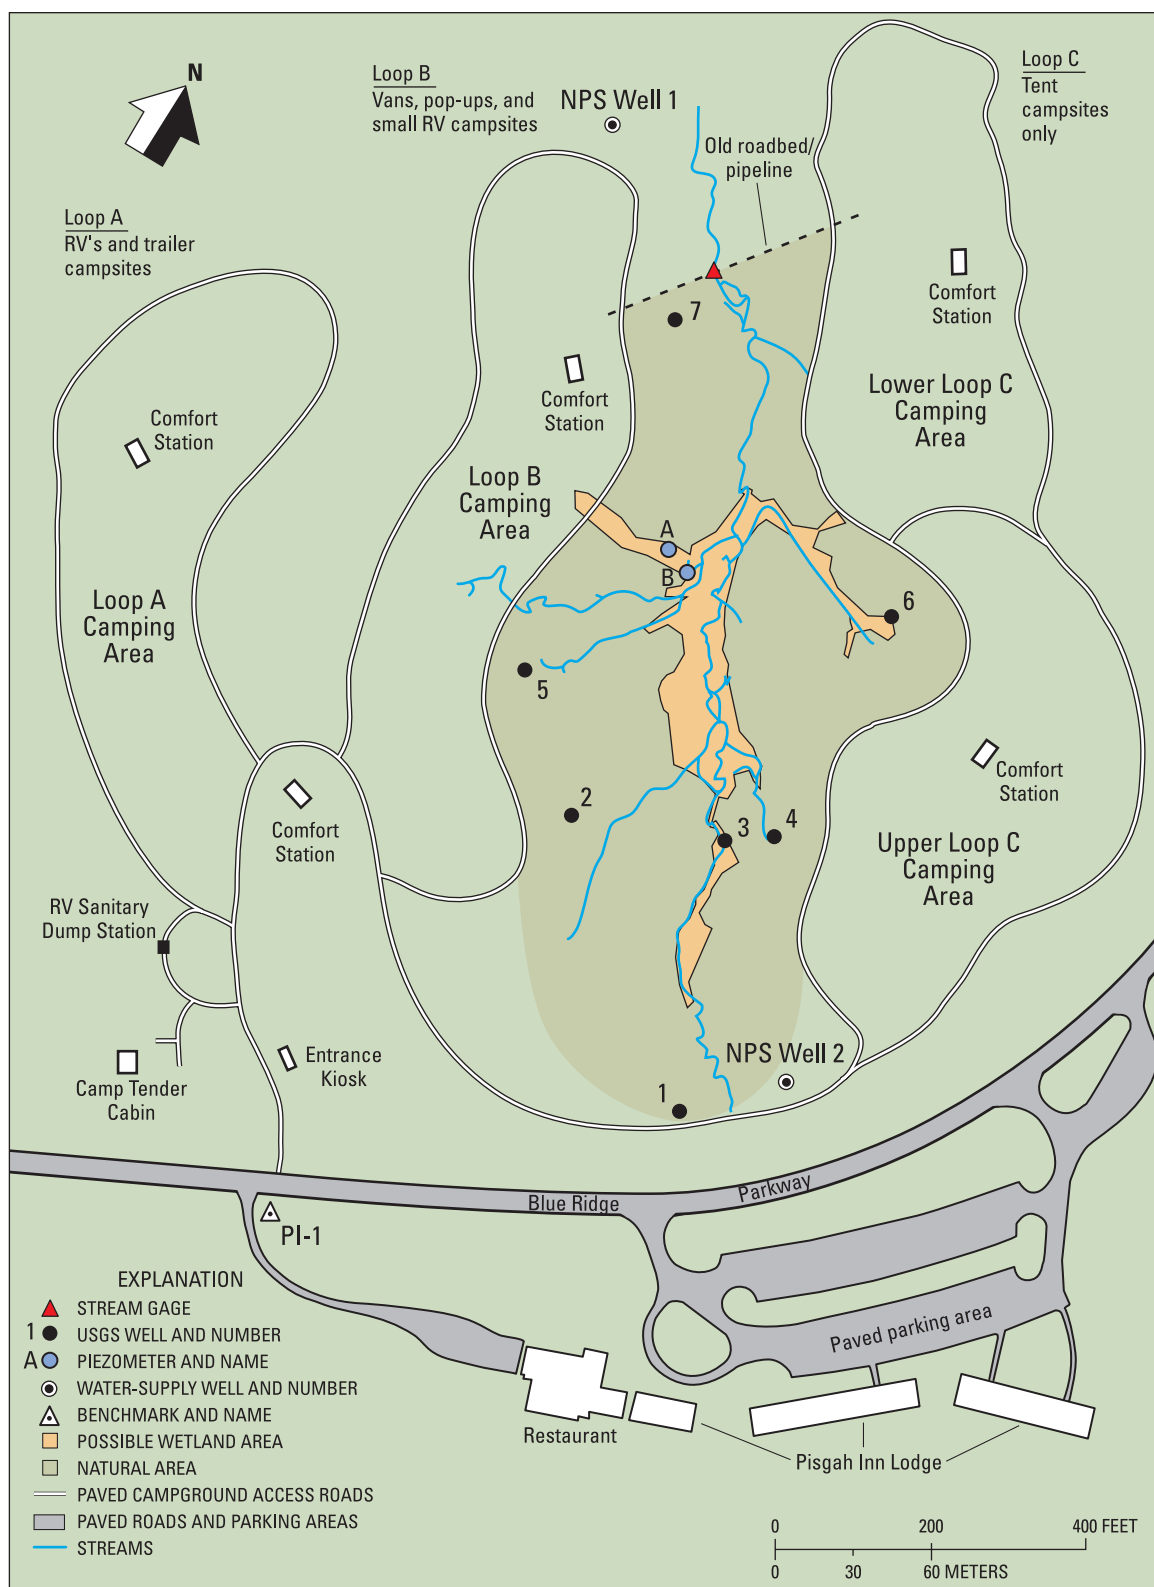 N
Loop B
Vans, pop-ups, and
small RV campsites
NPS Well 1
Loop C
Tent
campsites
only
Old roadbed/
pipeline
Loop A
RV's and trailer
campsites
Comfort
Station
7
Comfort
Station
Lower Loop C
Camping
Area
Comfort
Station
Loop B
Camping
Area
A
B
Loop A
Camping
Area
6
5
Comfort
Station
2
3
4
Comfort
Station
Upper Loop C
Camping
Area
RV Sanitary
Dump Station
Entrance
Kiosk
NPS Well 2
Camp Tender
Cabin
1
Blue Ridge
Parkway
PI-1
Paved parking area
Restaurant
Pisgah Inn Lodge
EXPLANATION
STREAM GAGE
1 USGS WELL AND NUMBER
A PIEZOMETER AND NAME
WATER-SUPPLY WELL AND NUMBER
BENCHMARK AND NAME
POSSIBLE WETLAND AREA
NATURAL AREA
PAVED CAMPGROUND ACCESS ROADS
PAVED ROADS AND PARKING AREAS
STREAMS
0 200 400 FEET
0 30 60 METERS